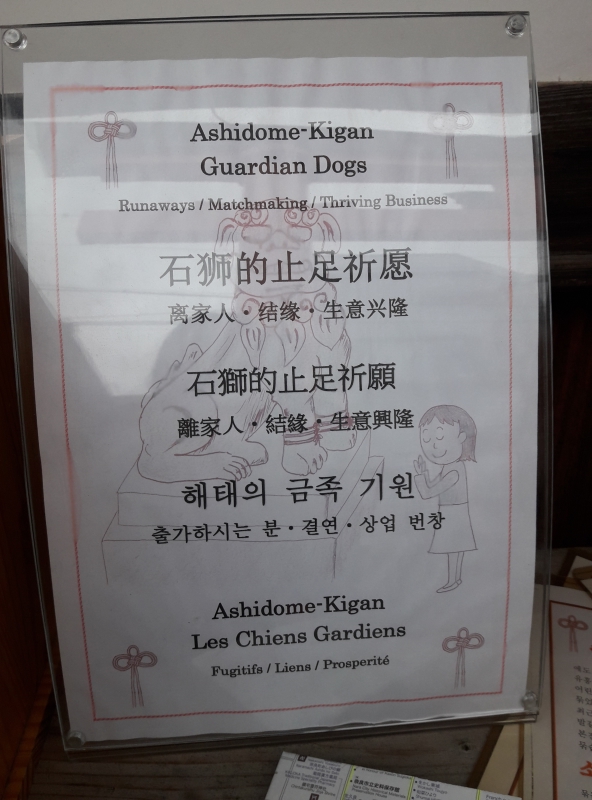 Ashidome-Kigan
Guardian Dogs
Runaways / Matchmaking / Thriving Business
石狮的止足祈愿
离家人・结缘・生意兴隆
石獅的止足祈願
離家人・結緣・生意興隆
해태의 금족 기원
출가하시는 분・결연・상업 번창
Ashidome-Kigan
Les Chiens Gardiens
Fugitifs / Liens / Prosperité